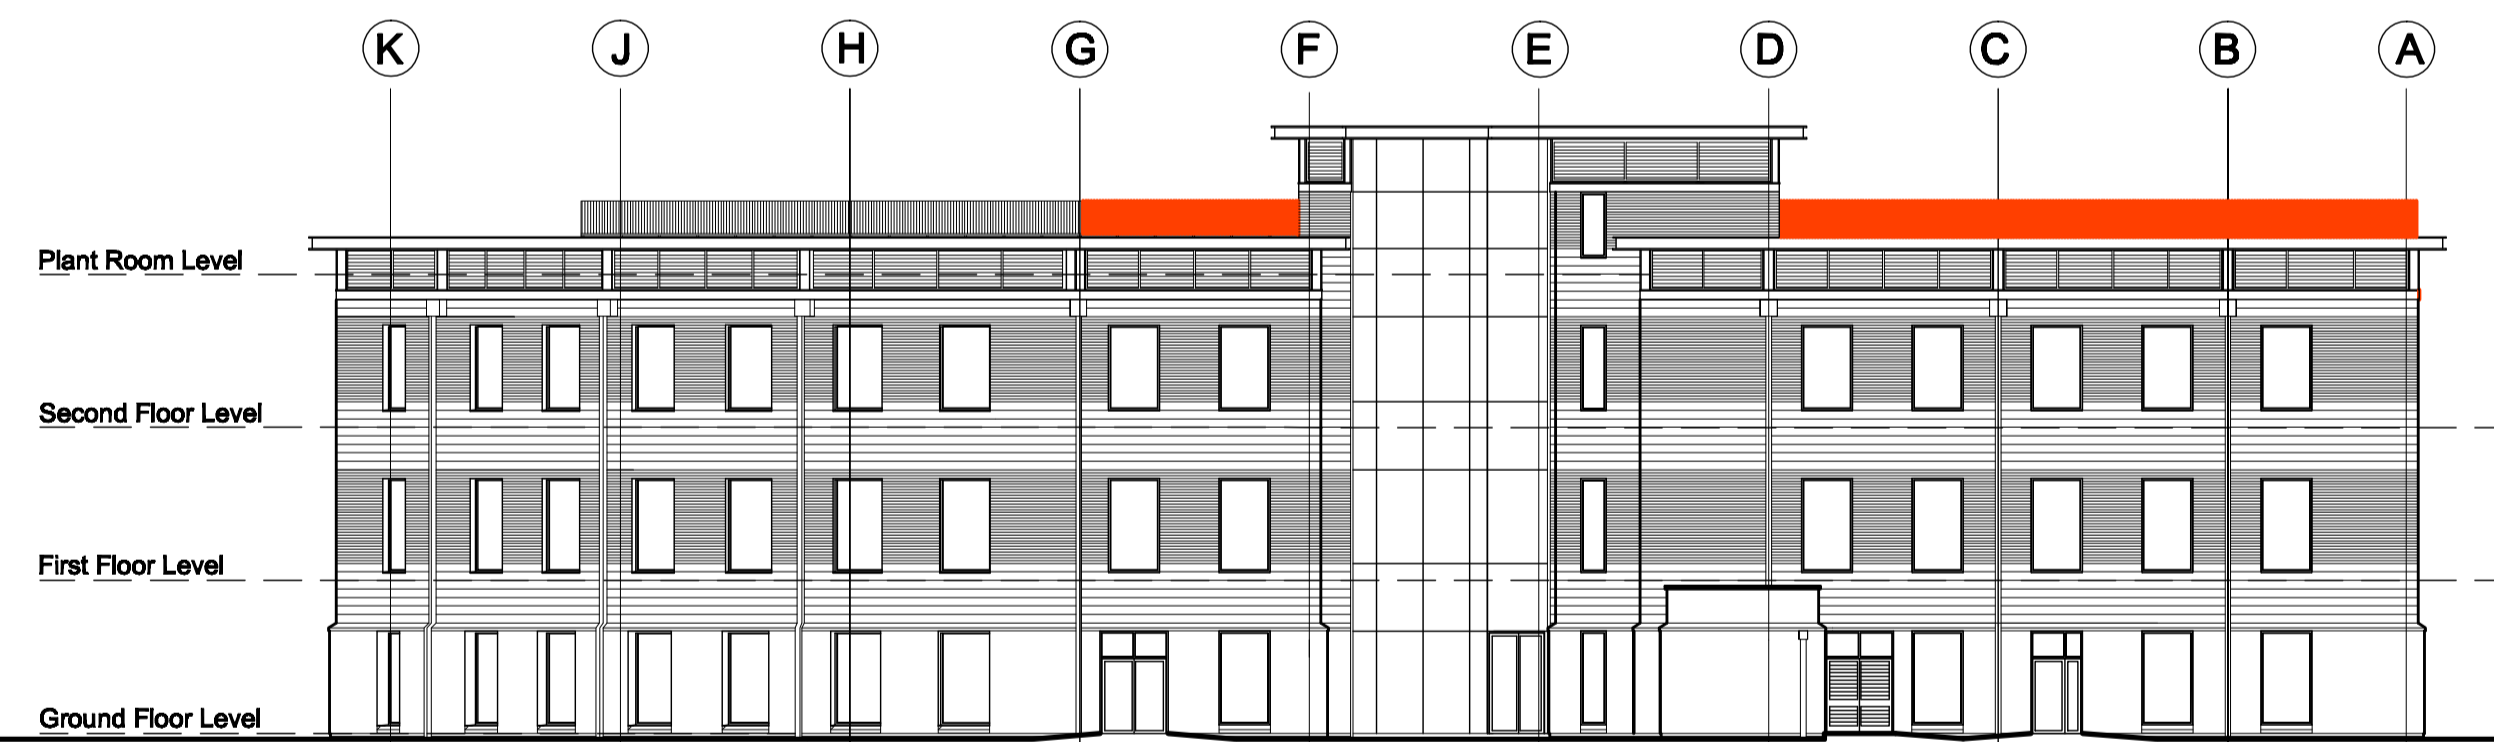 K J H G F E D C B A
Plant Room Level
Second Floor Level
First Floor Level
Ground Floor Level